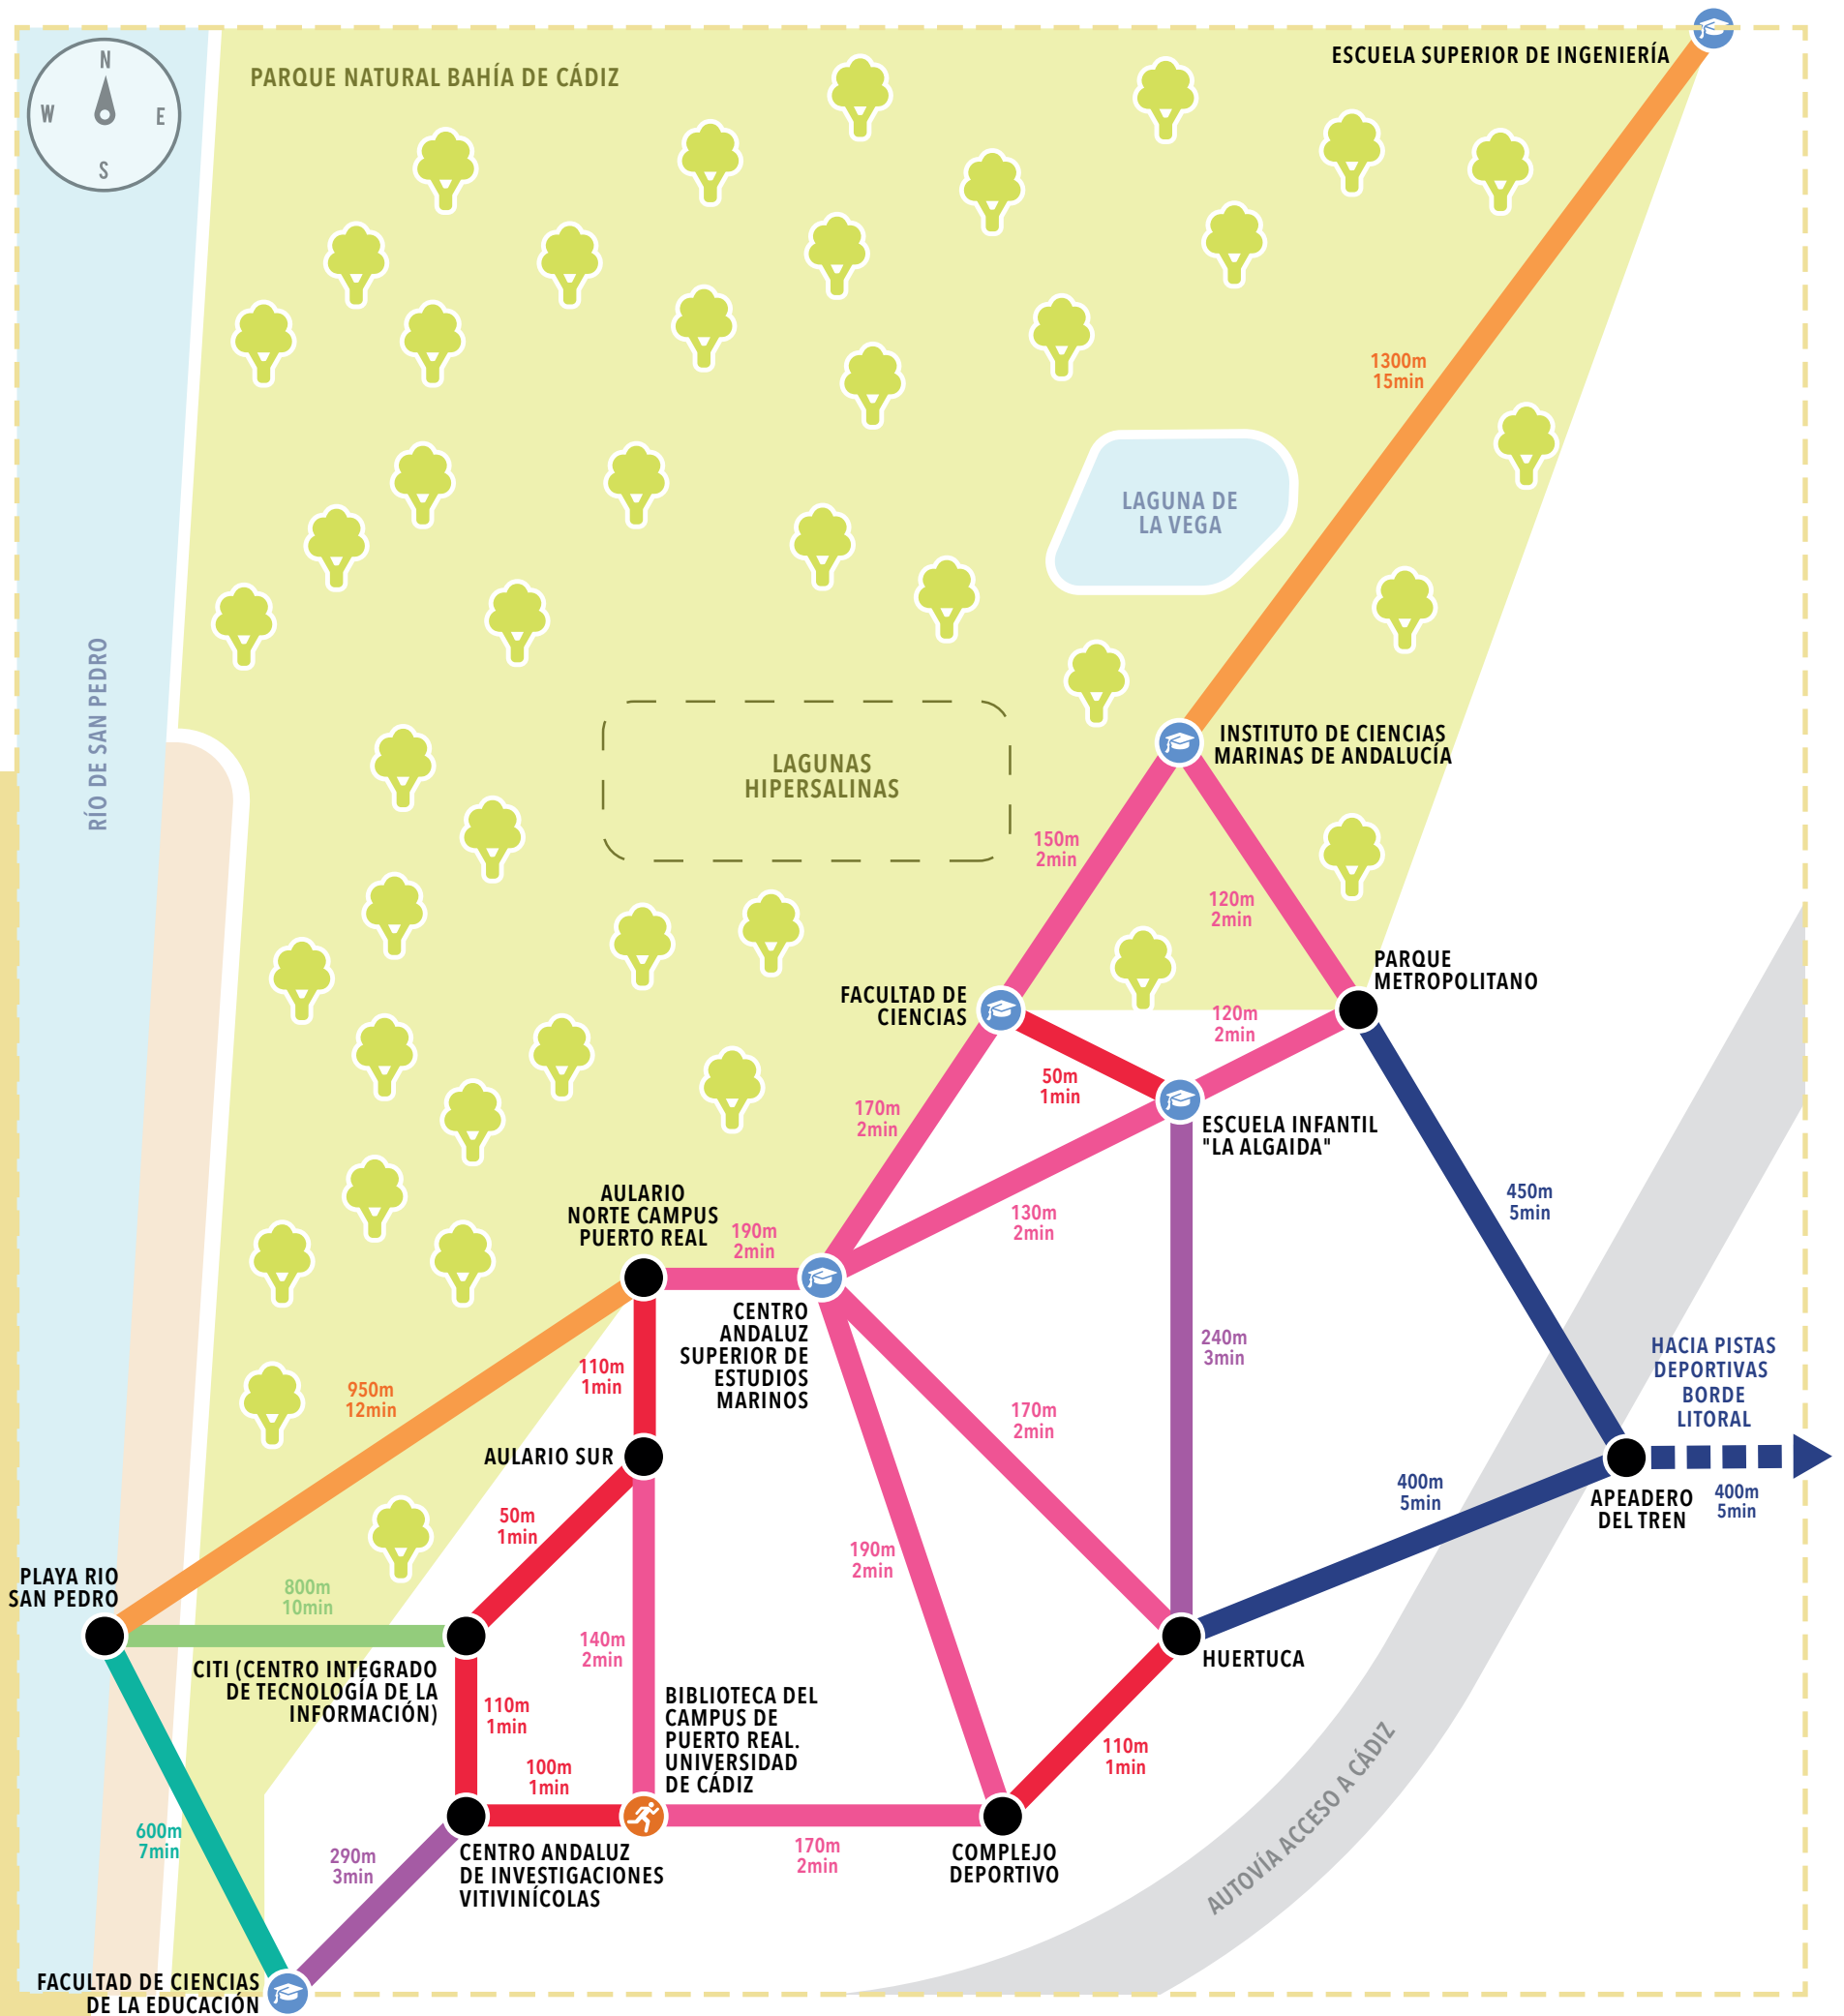 N
W
E
S
PARQUE NATURAL BAHÍA DE CÁDIZ
ESCUELA SUPERIOR DE INGENIERÍA
1300m
15min
LAGUNA DE
LA VEGA
RÍO DE SAN PEDRO
LAGUNAS
HIPERSALINAS
INSTITUTO DE CIENCIAS
MARINAS DE ANDALUCÍA
150m
2min
120m
2min
PARQUE
METROPOLITANO
FACULTAD DE
CIENCIAS
120m
2min
50m
1min
170m
2min
ESCUELA INFANTIL
"LA ALGAIDA"
AULARIO
NORTE CAMPUS
PUERTO REAL
190m
2min
130m
2min
450m
5min
CENTRO
ANDALUZ
SUPERIOR DE
ESTUDIOS
MARINOS
240m
3min
HACIA PISTAS
DEPORTIVAS
BORDE
LITORAL
110m
1min
950m
12min
170m
2min
AULARIO SUR
400m
5min
APEADERO
DEL TREN
400m
5min
50m
1min
190m
2min
PLAYA RIO
SAN PEDRO
800m
10min
140m
2min
HUERTUCA
CITI (CENTRO INTEGRADO
DE TECNOLOGÍA DE LA
INFORMACIÓN)
110m
1min
BIBLIOTECA DEL
CAMPUS DE
PUERTO REAL.
UNIVERSIDAD
DE CÁDIZ
110m
1min
100m
1min
AUTOVÍA ACCESO A CÁDIZ
600m
7min
290m
3min
CENTRO ANDALUZ
DE INVESTIGACIONES
VITIVINÍCOLAS
170m
2min
COMPLEJO
DEPORTIVO
FACULTAD DE CIENCIAS
DE LA EDUCACIÓN